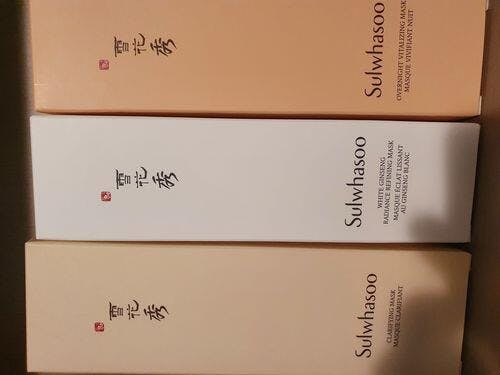 雪花秀
Sulwhasoo
OVERNIGHT VITALIZING MASK
MASQUE VIVIFIANT NUIT
雪花秀
Sulwhasoo
WHITE GINSENG
RADIANCE REFINING MASK
MASQUE ÉCLAT LISSANT
AU GINSENG BLANC
雪花秀
Sulwhasoo
CLARIFYING MASK
MASQUE CLARIFIANT